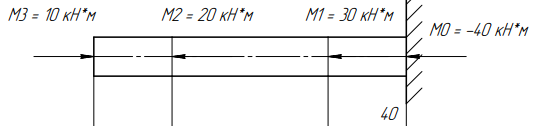 M3 = 10 кН*м
M2 = 20 кН*м
M1 = 30 кН*м
M0 = -40 кН*м
40